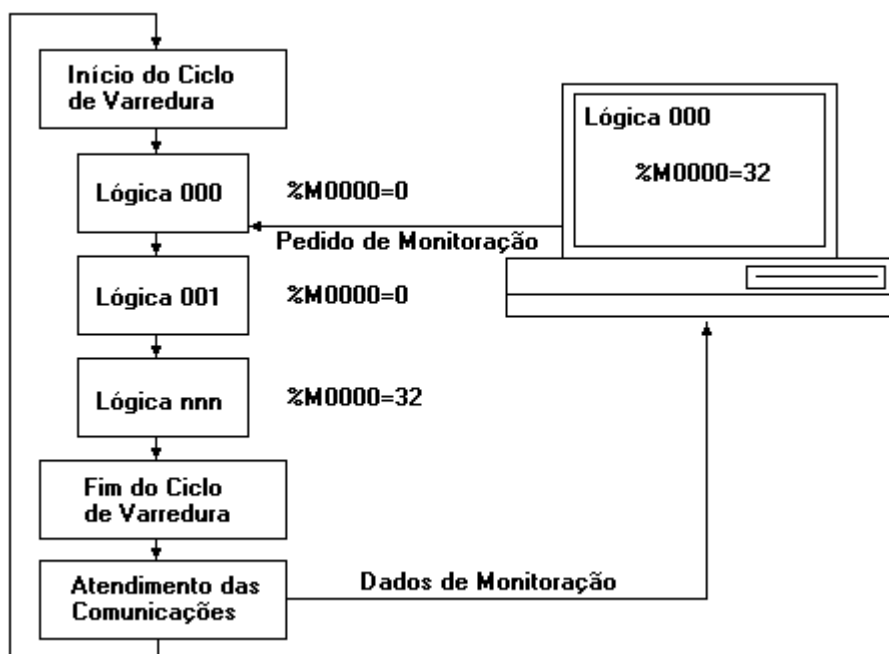 Início do Ciclo
de Varredura
Lógica 000
%M0000=0
Lógica 000
%M0000=32
Pedido de Monitoração
Lógica 001
%M0000=0
Lógica nnn
%M0000=32
Fim do Ciclo
de Varredura
Atendimento das
Comunicações
Dados de Monitoração